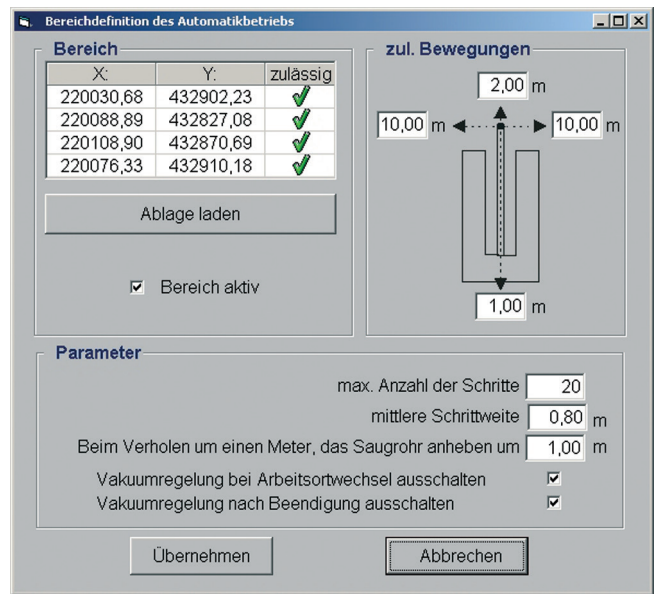 Bereichdefinition des Automatikbetriebs
Bereich
X: Y: zulässig
220030,68 432902,23
220088,89 432827,08
220108,90 432870,69
220076,33 432910,18
Ablage laden
Bereich aktiv
zul. Bewegungen
2,00 m
10,00 m 10,00 m
1,00 m
Parameter
max. Anzahl der Schritte 20
mittlere Schrittweite 0,80 m
Beim Verholen um einen Meter, das Saugrohr anheben um 1,00 m
Vakuumregelung bei Arbeitsortwechsel ausschalten
Vakuumregelung nach Beendigung ausschalten
Übernehmen Abbrechen